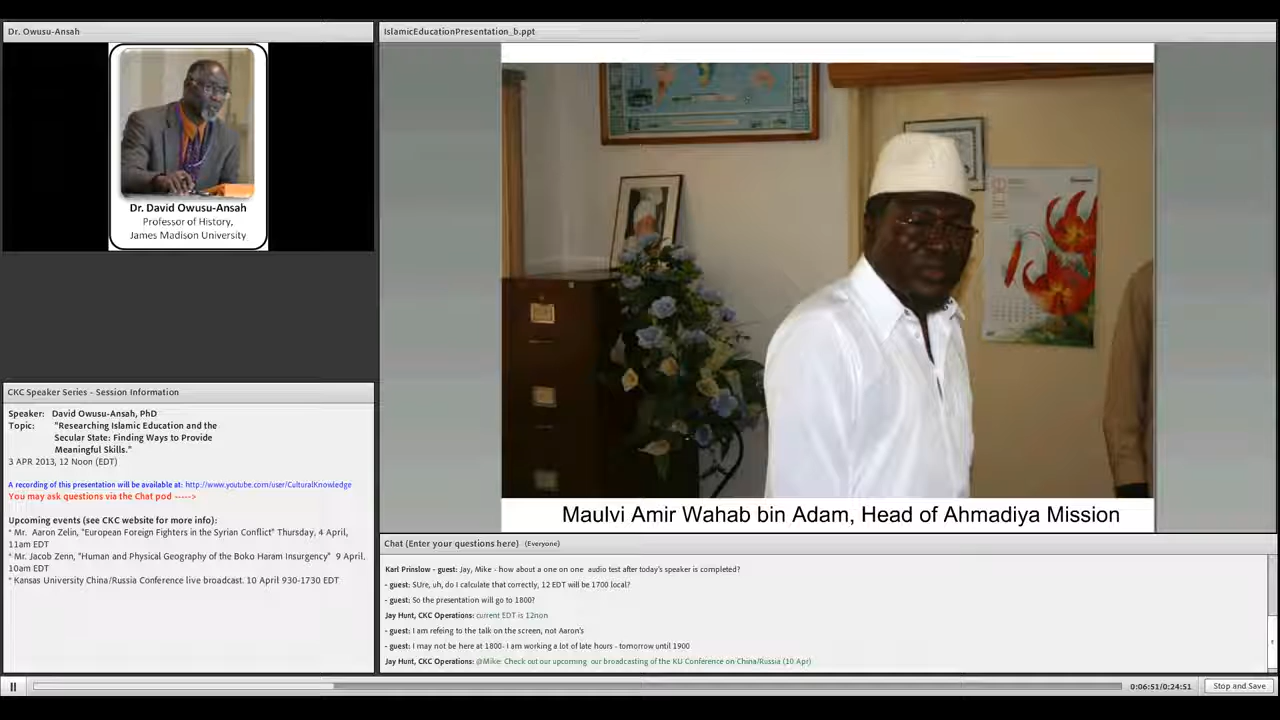 Dr. Owusu-Ansah
Dr. David Owusu-Ansah
Professor of History,
James Madison University
CKC Speaker Series - Session Information
Speaker: David Owusu-Ansah, PhD
Topic: "Researching Islamic Education and the
Secular State: Finding Ways to Provide
Meaningful Skills."
3 APR 2013, 12 Noon (EDT)
A recording of this presentation will be available at: http://www.youtube.com/user/CulturalKnowledge
You may ask questions via the Chat pod ----->
Upcoming events (see CKC website for more info):
* Mr. Aaron Zelin, "European Foreign Fighters in the Syrian Conflict" Thursday, 4 April,
11am EDT
* Mr. Jacob Zenn, "Human and Physical Geography of the Boko Haram Insurgency" 9 April,
10am EDT
* Kansas University China/Russia Conference live broadcast. 10 April 930-1730 EDT
IslamicEducationPresentation_b.ppt
Maulvi Amir Wahab bin Adam, Head of Ahmadiya Mission
Chat (Enter your questions here) (Everyone)
Karl Prinslow - guest: Jay, Mike - how about a one on one audio test after today's speaker is completed?
- guest: SUre, uh, do I calculate that correctly, 12 EDT will be 1700 local?
- guest: So the presentation will go to 1800?
Jay Hunt, CKC Operations: current EDT is 12non
- guest: I am refeing to the talk on the screen, not Aaron's
- guest: I may not be here at 1800- I am working a lot of late hours - tomorrow until 1900
Jay Hunt, CKC Operations: @Mike: Check out our upcoming our broadcasting of the KU Conference on China/Russia (10 Apr)
0:06:51/0:24:51
Stop and Save